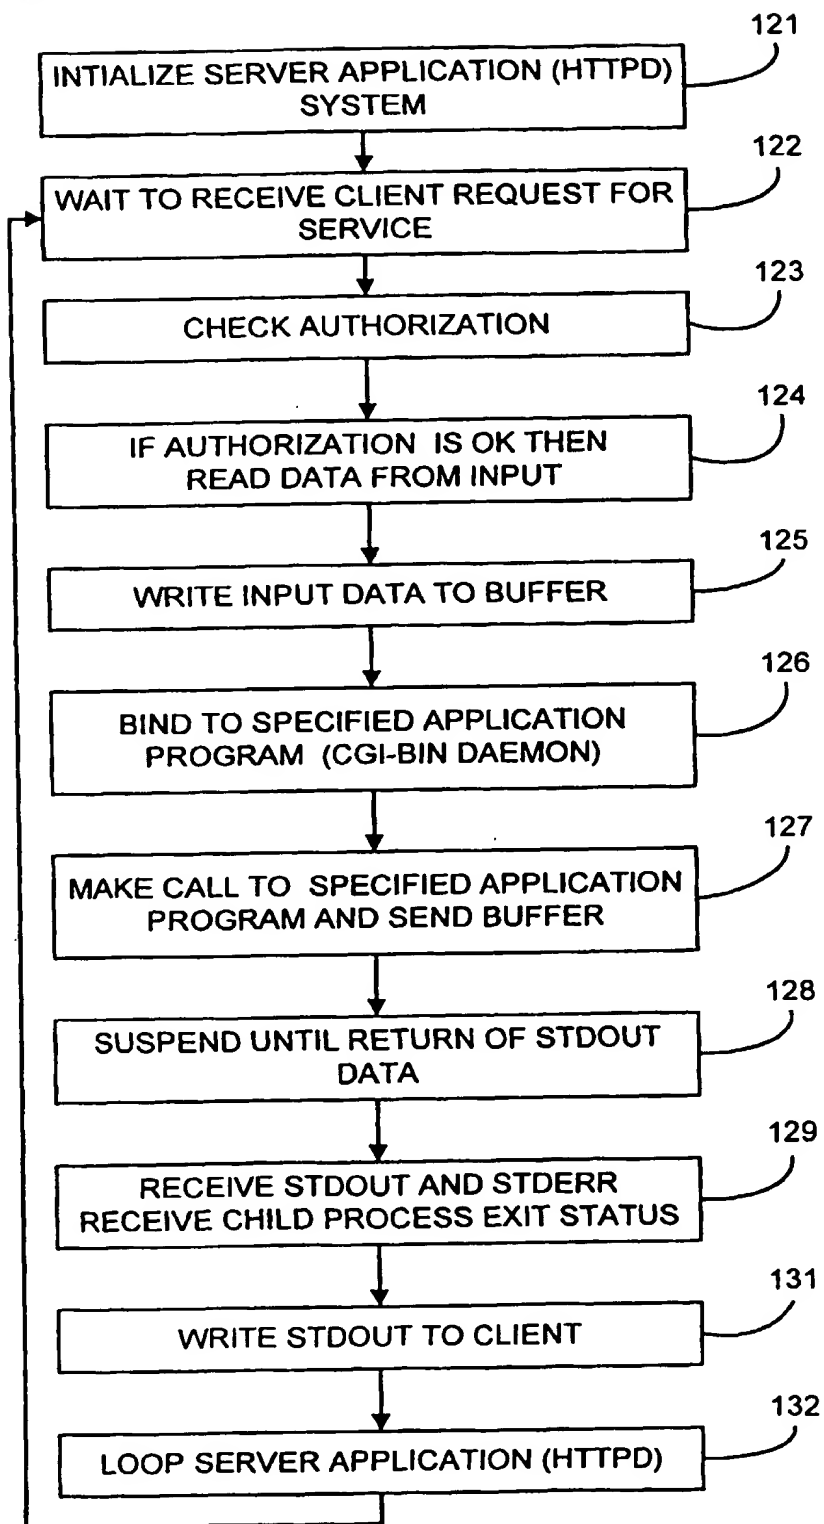 121
INTIALIZE SERVER APPLICATION (HTTPD)
SYSTEM
122
WAIT TO RECEIVE CLIENT REQUEST FOR
SERVICE
123
CHECK AUTHORIZATION
124
IF AUTHORIZATION IS OK THEN
READ DATA FROM INPUT
125
WRITE INPUT DATA TO BUFFER
126
BIND TO SPECIFIED APPLICATION
PROGRAM (CGI-BIN DAEMON)
127
MAKE CALL TO SPECIFIED APPLICATION
PROGRAM AND SEND BUFFER
128
SUSPEND UNTIL RETURN OF STDOUT
DATA
129
RECEIVE STDOUT AND STDERR
RECEIVE CHILD PROCESS EXIT STATUS
131
WRITE STDOUT TO CLIENT
132
LOOP SERVER APPLICATION (HTTPD)